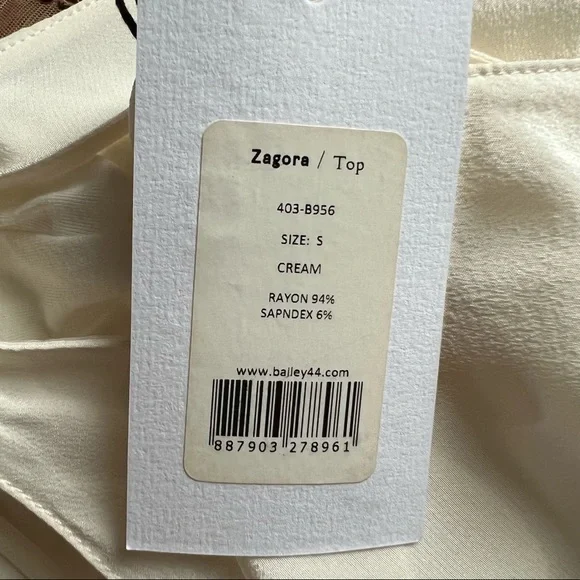 Zagora / Top
403-B956
SIZE: S
CREAM
RAYON 94%
SAPNDEX 6%
www.bailey44.com
887903 278961